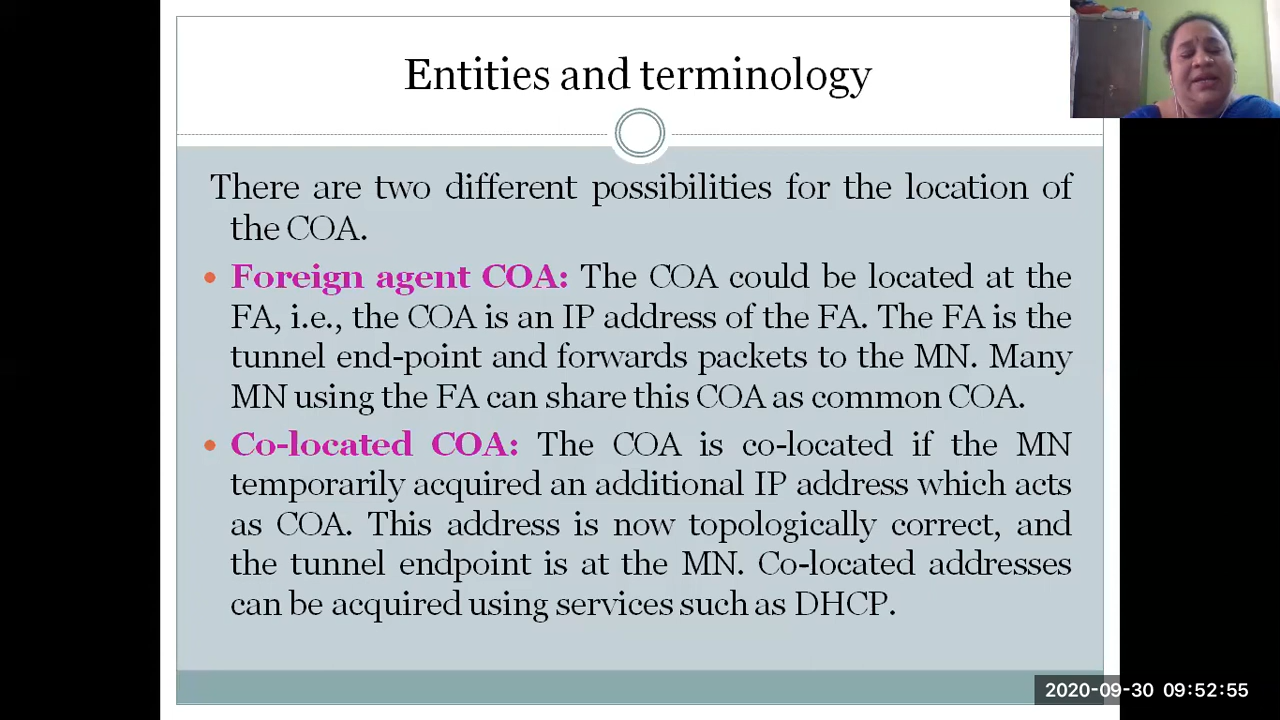 Entities and terminology
There are two different possibilities for the location of
the COA.
• Foreign agent COA: The COA could be located at the
FA, i.e., the COA is an IP address of the FA. The FA is the
tunnel end-point and forwards packets to the MN. Many
MN using the FA can share this COA as common COA.
• Co-located COA: The COA is co-located if the MN
temporarily acquired an additional IP address which acts
as COA. This address is now topologically correct, and
the tunnel endpoint is at the MN. Co-located addresses
can be acquired using services such as DHCP.
2020-09-30 09:52:55